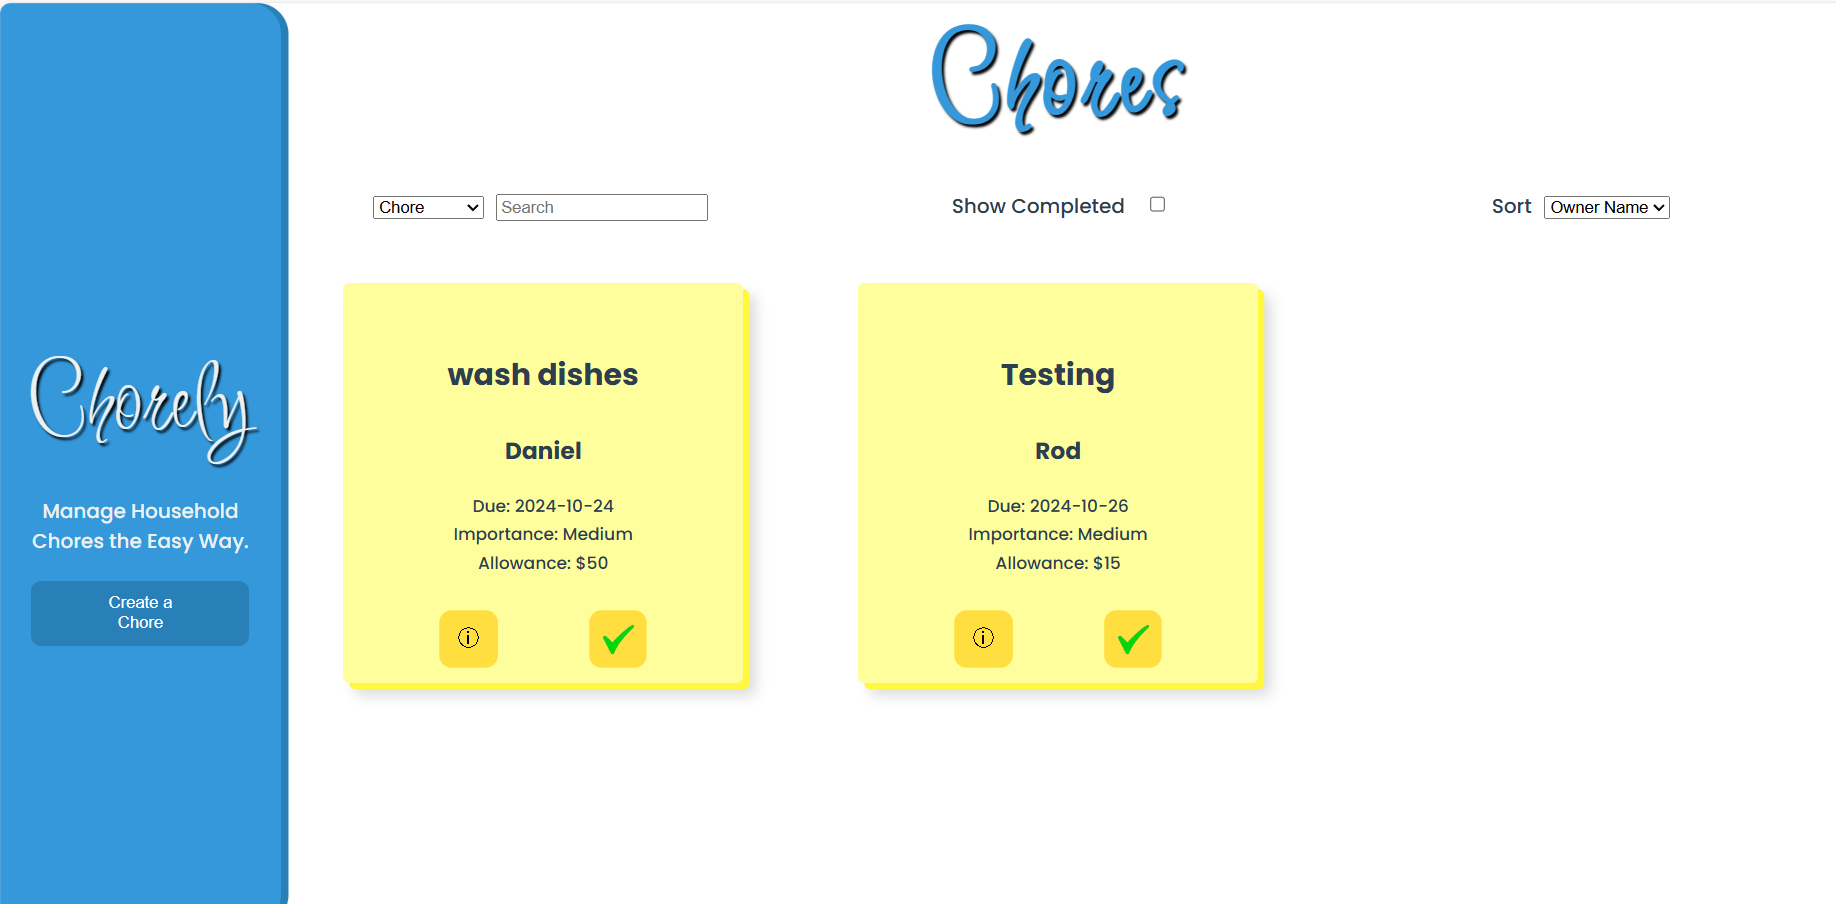 Chores
Chore
Search
Show Completed
Sort
Owner Name
Chorely
Manage Household
Chores the Easy Way.
Create a
Chore
wash dishes
Daniel
Due: 2024-10-24
Importance: Medium
Allowance: $50
Testing
Rod
Due: 2024-10-26
Importance: Medium
Allowance: $15